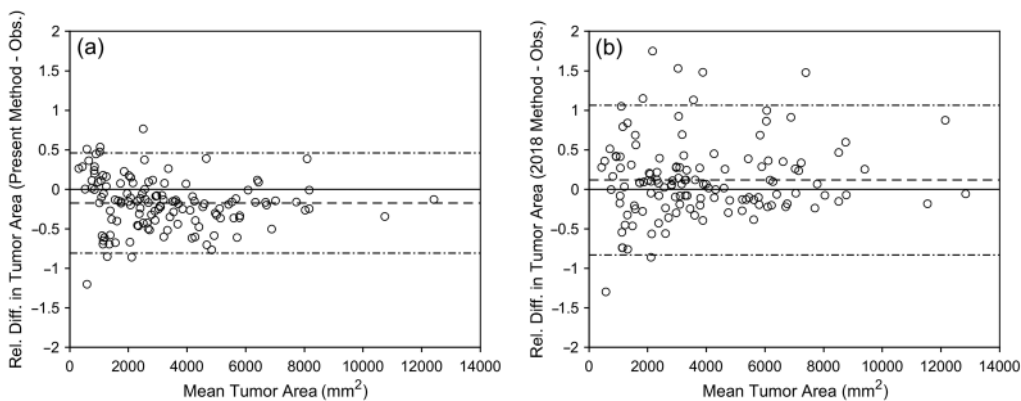 (a)
Rel. Diff. in Tumor Area (Present Method - Obs.)
2
1.5
1
0.5
0
−0.5
−1
−1.5
−2
0 2000 4000 6000 8000 10000 12000 14000
Mean Tumor Area (mm²)
(b)
Rel. Diff. in Tumor Area (2018 Method - Obs.)
2
1.5
1
0.5
0
−0.5
−1
−1.5
−2
0 2000 4000 6000 8000 10000 12000 14000
Mean Tumor Area (mm²)